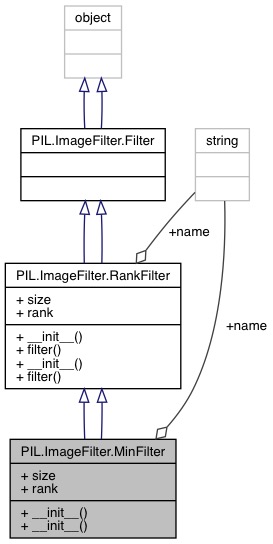 object
PIL.ImageFilter.Filter
string
+name
PIL.ImageFilter.RankFilter
+ size
+ rank
+ __init__()
+ filter()
+ __init__()
+ filter()
+name
PIL.ImageFilter.MinFilter
+ size
+ rank
+ __init__()
+ __init__()